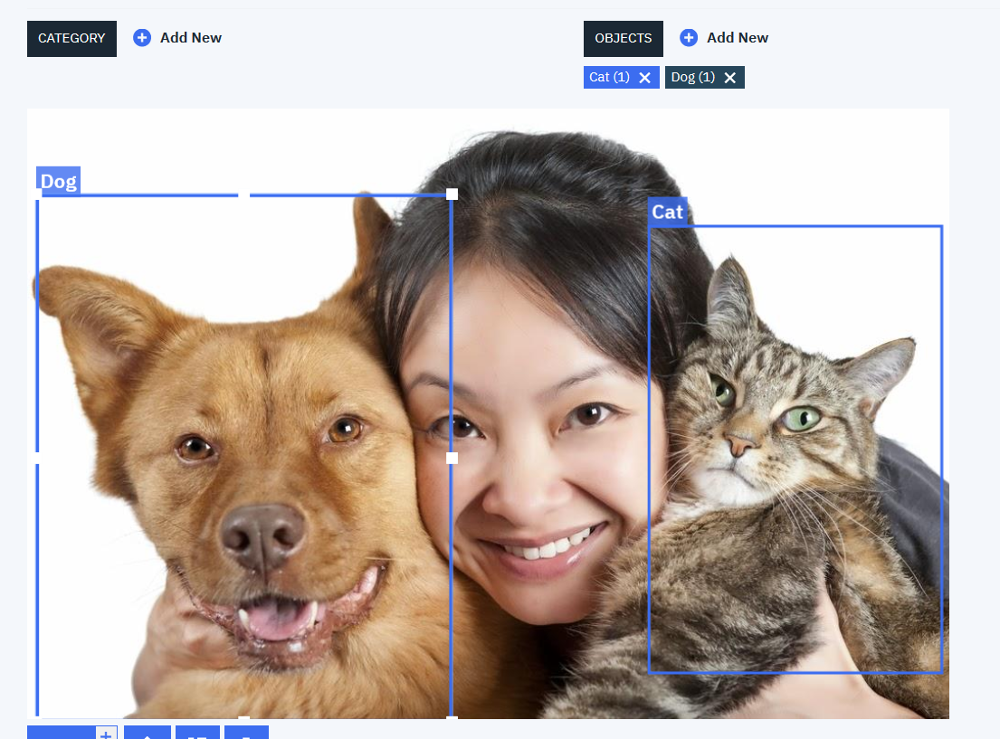 CATEGORY Add New
OBJECTS Add New
Cat (1) Dog (1)
Dog
Cat